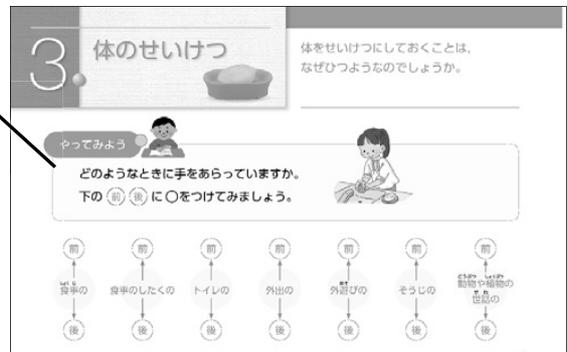 3.
体のせいけつ
体をせいけつにしておくことは，
なぜひつようなのでしょうか。
やってみよう
どのようなときに手をあらっていますか。
下の 前 後 に○をつけてみましょう。
前 前 前 前 前 前 前
食事の 食事のしたくの トイレの 外出の 外遊びの そうじの 動物や植物の世話の
後 後 後 後 後 後 後